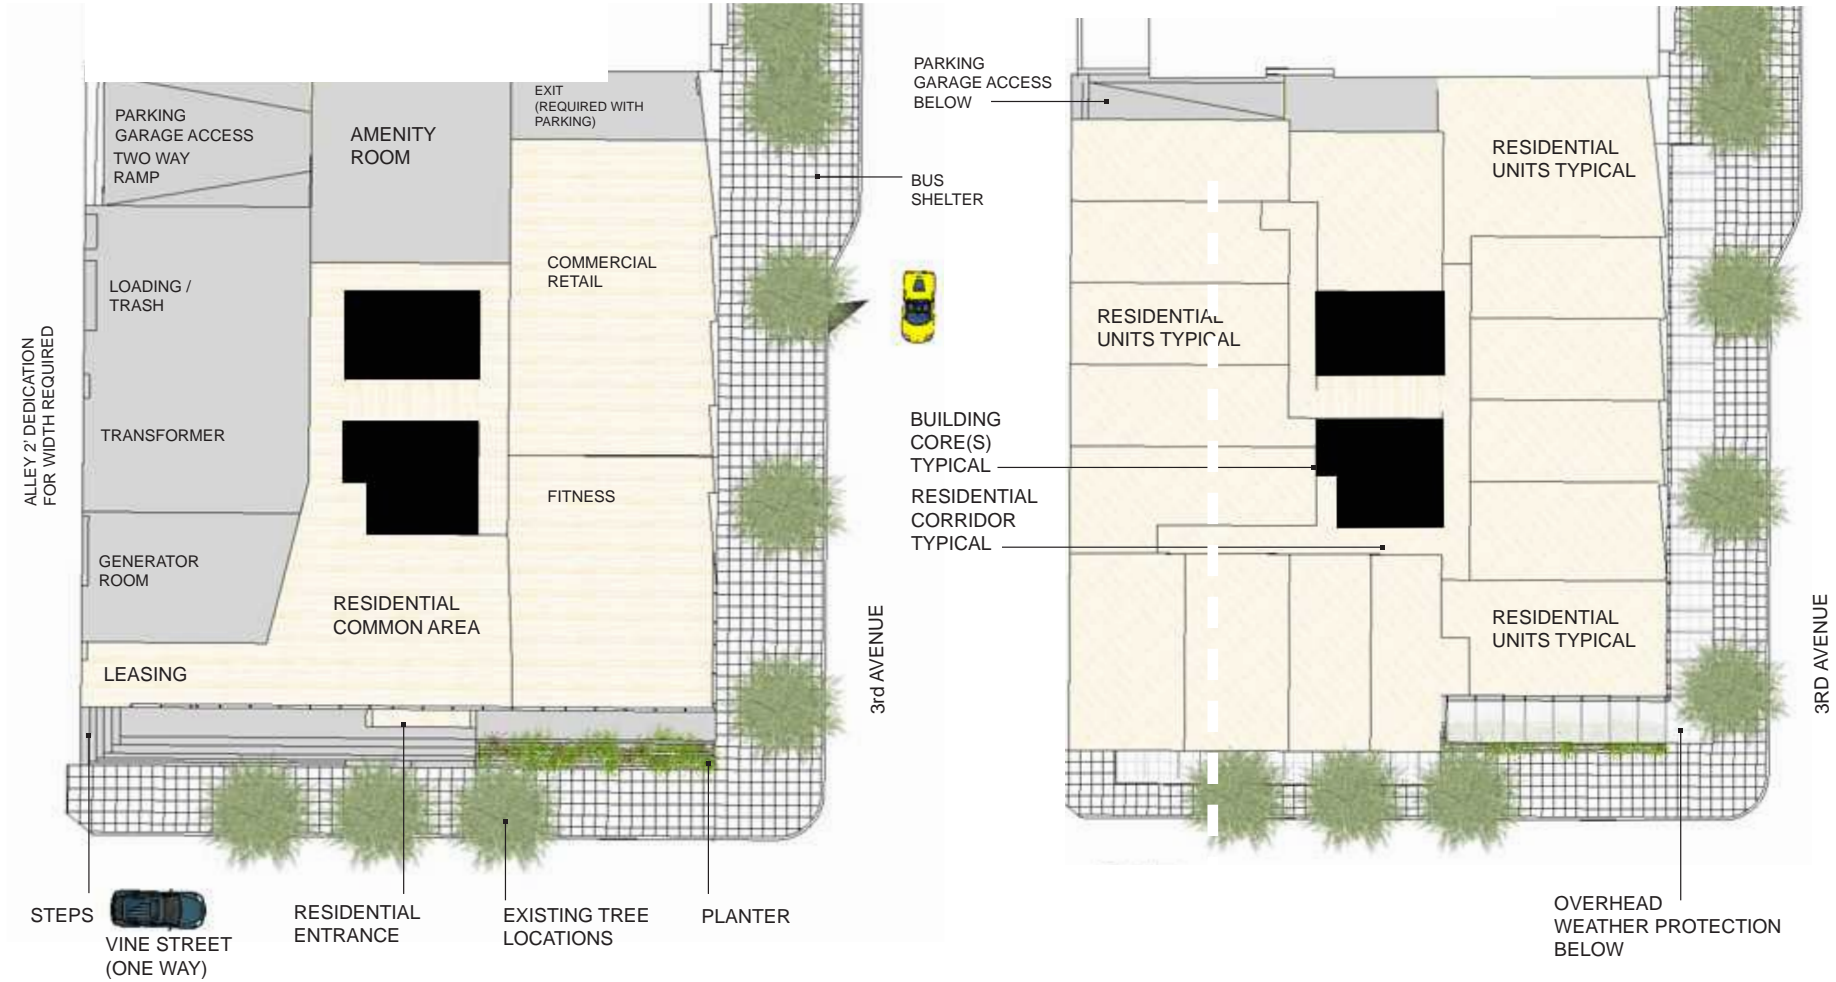 PARKING
GARAGE ACCESS
TWO WAY
RAMP
AMENITY
ROOM
EXIT
(REQUIRED WITH
PARKING)
LOADING /
TRASH
COMMERCIAL
RETAIL
BUS
SHELTER
ALLEY 2' DEDICATION
FOR WIDTH REQUIRED
TRANSFORMER
FITNESS
GENERATOR
ROOM
RESIDENTIAL
COMMON AREA
LEASING
3rd AVENUE
STEPS
VINE STREET
(ONE WAY)
RESIDENTIAL
ENTRANCE
EXISTING TREE
LOCATIONS
PLANTER
PARKING
GARAGE ACCESS
BELOW
RESIDENTIAL
UNITS TYPICAL
RESIDENTIAL
UNITS TYPICAL
BUILDING
CORE(S)
TYPICAL
RESIDENTIAL
CORRIDOR
TYPICAL
RESIDENTIAL
UNITS TYPICAL
3RD AVENUE
OVERHEAD
WEATHER PROTECTION
BELOW